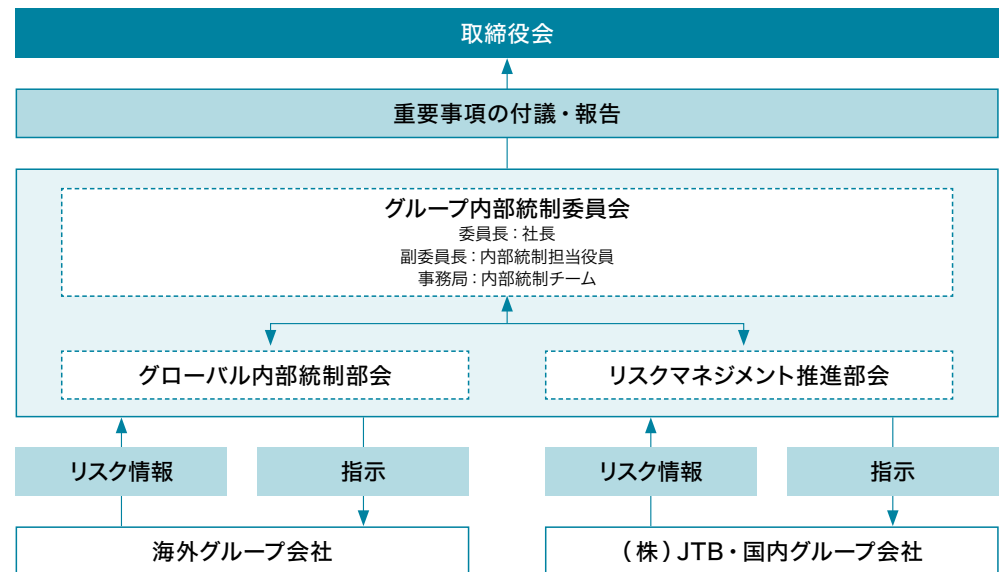 取締役会
重要事項の付議・報告
グループ内部統制委員会
委員長：社長
副委員長：内部統制担当役員
事務局：内部統制チーム
グローバル内部統制部会
リスクマネジメント推進部会
リスク情報
指示
リスク情報
指示
海外グループ会社
（株）JTB・国内グループ会社